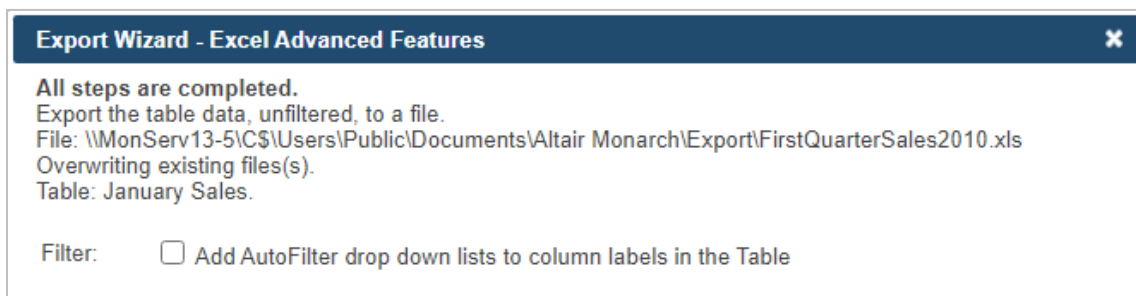 Export Wizard - Excel Advanced Features
All steps are completed.
Export the table data, unfiltered, to a file.
File: \\MonServ13-5\C$\Users\Public\Documents\Altair Monarch\Export\FirstQuarterSales2010.xls
Overwriting existing files(s).
Table: January Sales.
Filter: Add AutoFilter drop down lists to column labels in the Table